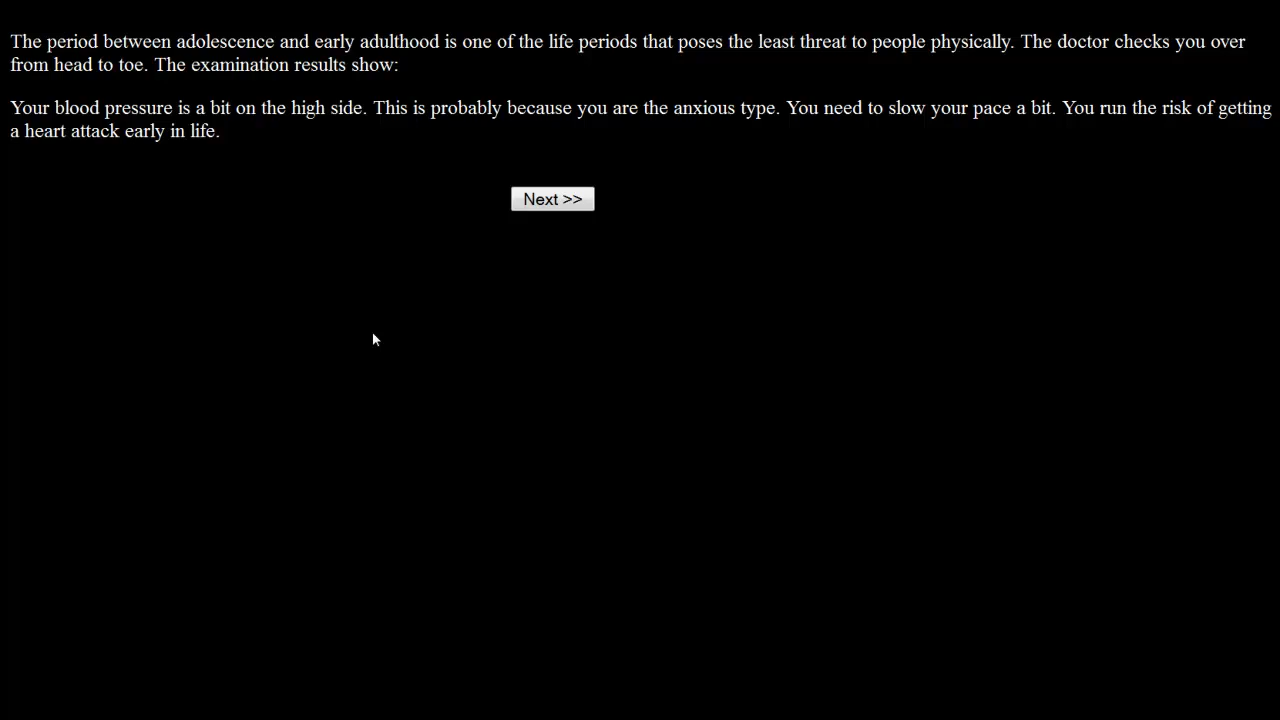 The period between adolescence and early adulthood is one of the life periods that poses the least threat to people physically. The doctor checks you over
from head to toe. The examination results show:
Your blood pressure is a bit on the high side. This is probably because you are the anxious type. You need to slow your pace a bit. You run the risk of getting
a heart attack early in life.
Next >>